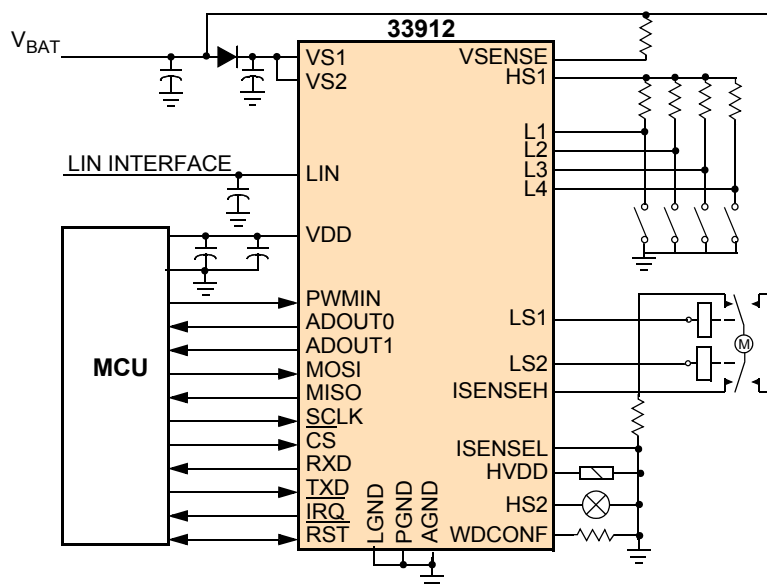 33912
V_BAT
VS1
VS2
LIN INTERFACE
LIN
VDD
MCU
PWMIN
ADOUT0
ADOUT1
MOSI
MISO
SCLK
CS
RXD
TXD
IRQ
RST
LGND
PGND
AGND
VSENSE
HS1
L1
L2
L3
L4
LS1
LS2
M
ISENSEH
ISENSEL
HVDD
HS2
WDCONF